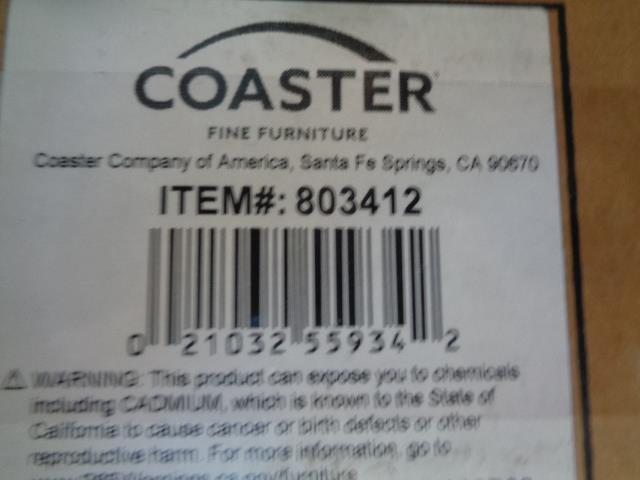 COASTER
FINE FURNITURE
Coaster Company of America, Santa Fe Springs, CA 90670
ITEM#: 803412
0 21032 55934 2
⚠ WARNING: This product can expose you to chemicals
including CADMIUM, which is known to the State of
California to cause cancer or birth defects or other
reproductive harm. For more information, go to